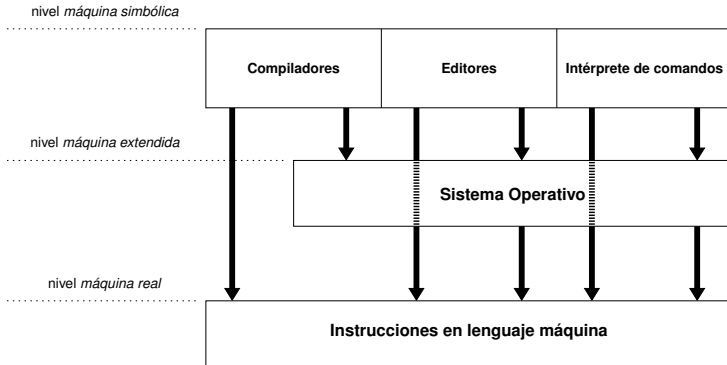 nivel máquina simbólica
Compiladores
Editores
Intérprete de comandos
nivel máquina extendida
Sistema Operativo
nivel máquina real
Instrucciones en lenguaje máquina